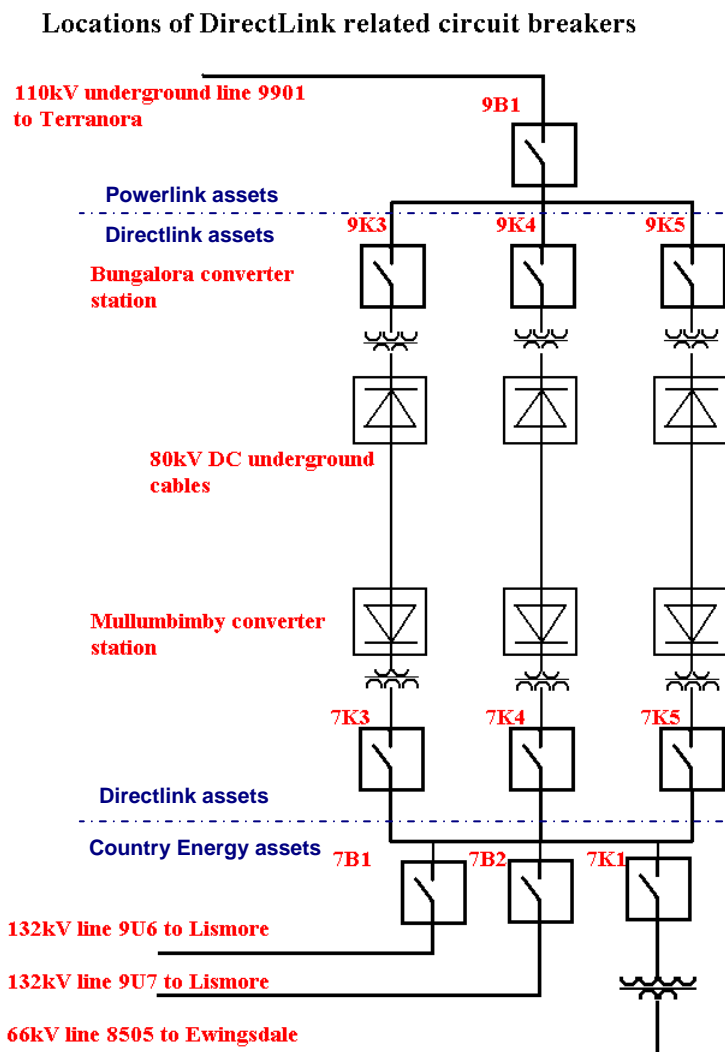 Locations of DirectLink related circuit breakers
110kV underground line 9901
to Terranora
9B1
Powerlink assets
Directlink assets
9K3
9K4
9K5
Bungalora converter
station
80kV DC underground
cables
Mullumbimby converter
station
7K3
7K4
7K5
Directlink assets
Country Energy assets
7B1
7B2
7K1
132kV line 9U6 to Lismore
132kV line 9U7 to Lismore
66kV line 8505 to Ewingsdale